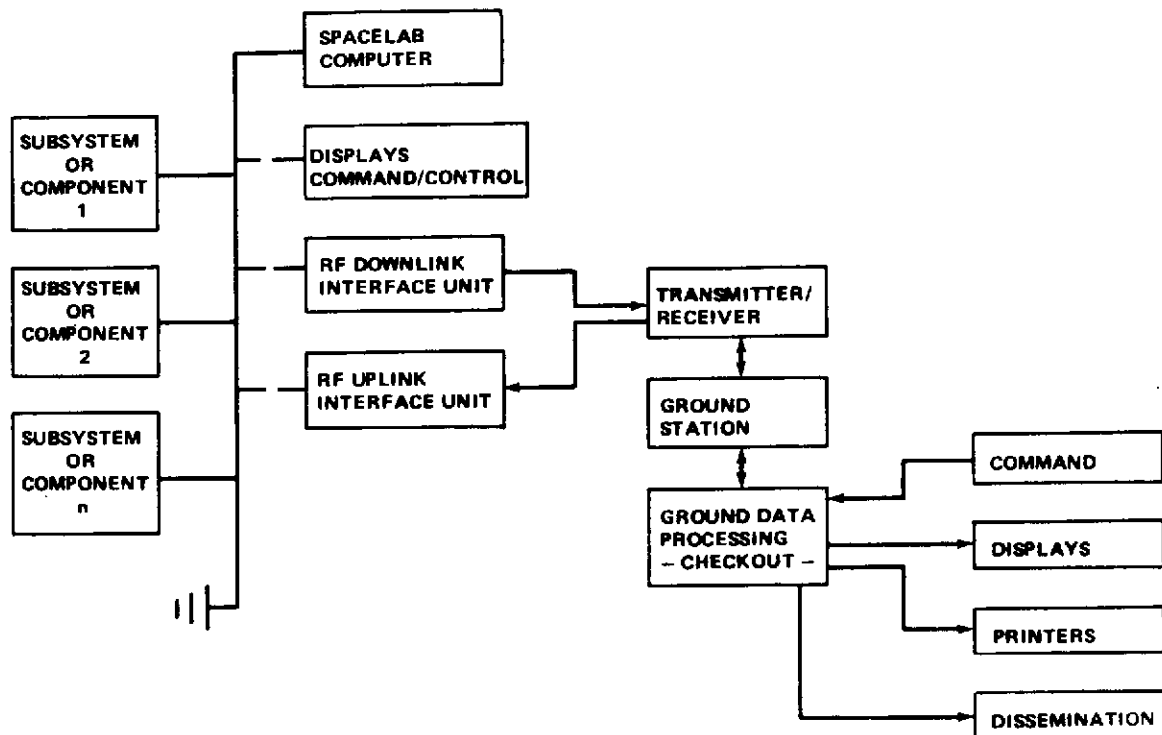 SPACELAB
COMPUTER
SUBSYSTEM
OR
COMPONENT
1
DISPLAYS
COMMAND/CONTROL
RF DOWNLINK
INTERFACE UNIT
SUBSYSTEM
OR
COMPONENT
2
TRANSMITTER/
RECEIVER
RF UPLINK
INTERFACE UNIT
GROUND
STATION
SUBSYSTEM
OR
COMPONENT
n
COMMAND
GROUND DATA
PROCESSING
– CHECKOUT –
DISPLAYS
PRINTERS
DISSEMINATION